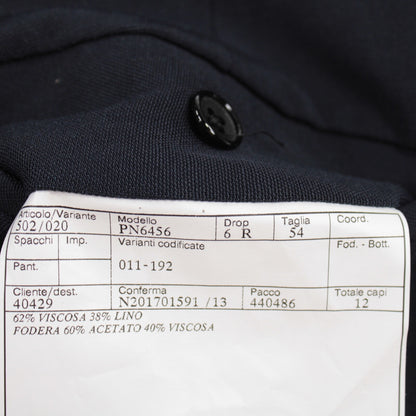 Articolo/Variante Modello Drop Taglia Coord.
502/020 PN6456 6 R 54
Spacchi Imp. Varianti codificate Fod. - Bott.
Pant. 011-192
Cliente/dest. Conferma Pacco Totale capi
40429 N201701591 /13 440486 12
62% VISCOSA 38% LINO
FODERA 60% ACETATO 40% VISCOSA